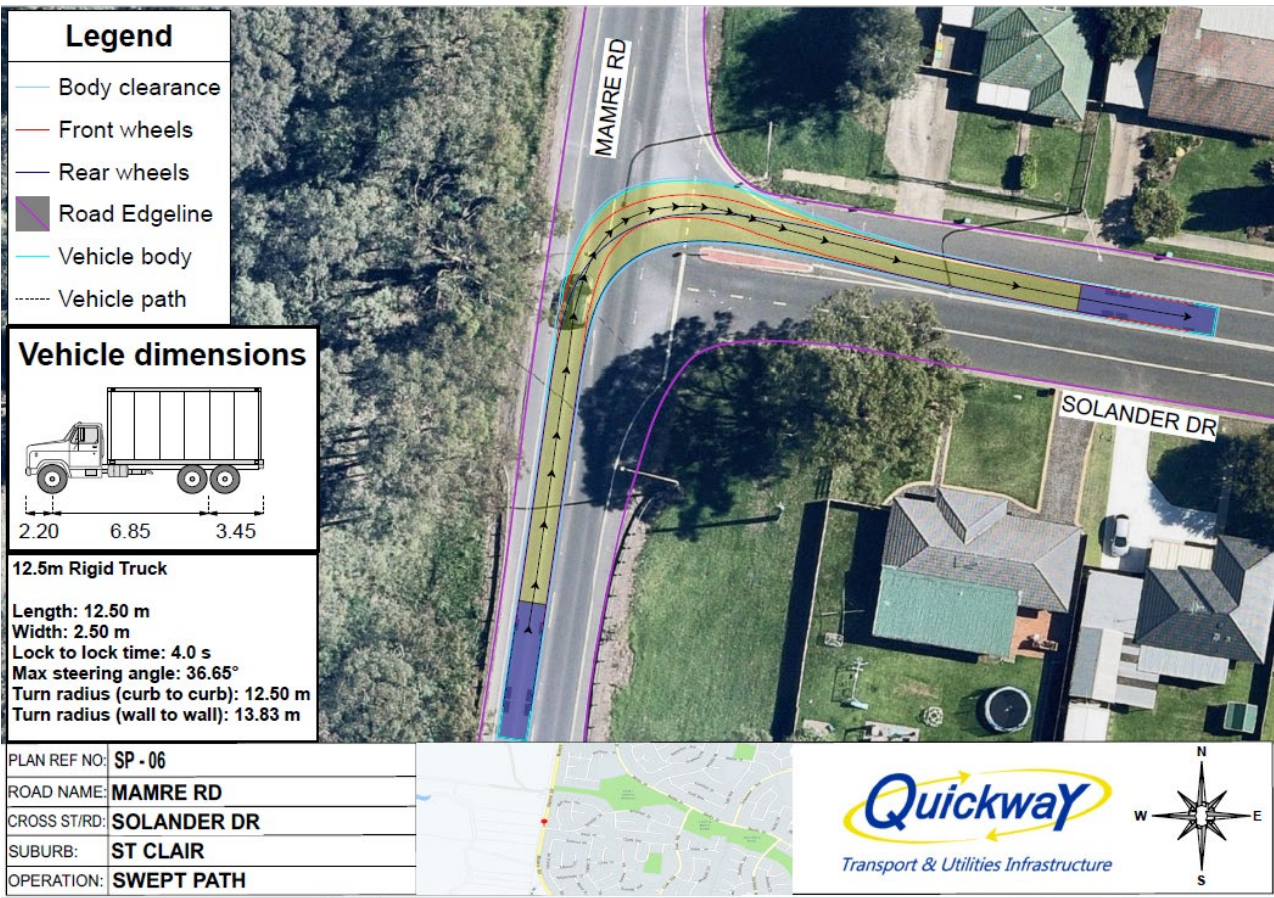 Legend
Body clearance
Front wheels
Rear wheels
Road Edgeline
Vehicle body
Vehicle path
MAMRE RD
SOLANDER DR
Vehicle dimensions
2.20 6.85 3.45
12.5m Rigid Truck
Length: 12.50 m
Width: 2.50 m
Lock to lock time: 4.0 s
Max steering angle: 36.65°
Turn radius (curb to curb): 12.50 m
Turn radius (wall to wall): 13.83 m
PLAN REF NO: SP - 06
ROAD NAME: MAMRE RD
CROSS ST/RD: SOLANDER DR
SUBURB: ST CLAIR
OPERATION: SWEPT PATH
Quickway
Transport & Utilities Infrastructure
N
W E
S